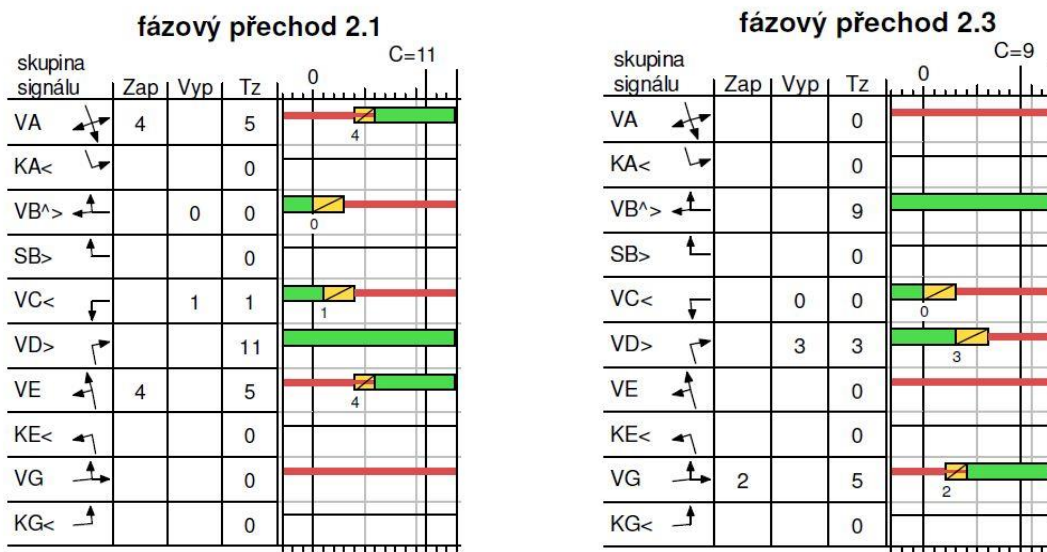 fázový přechod 2.1
skupina signálu Zap Vyp Tz 0 C=11
VA 4 5 4
KA< 0
VB^> 0 0 0
SB> 0
VC< 1 1 1
VD> 11
VE 4 5 4
KE< 0
VG 0
KG< 0
fázový přechod 2.3
skupina signálu Zap Vyp Tz 0 C=9
VA 0
KA< 0
VB^> 9
SB> 0
VC< 0 0 0
VD> 3 3 3
VE 0
KE< 0
VG 2 5 2
KG< 0